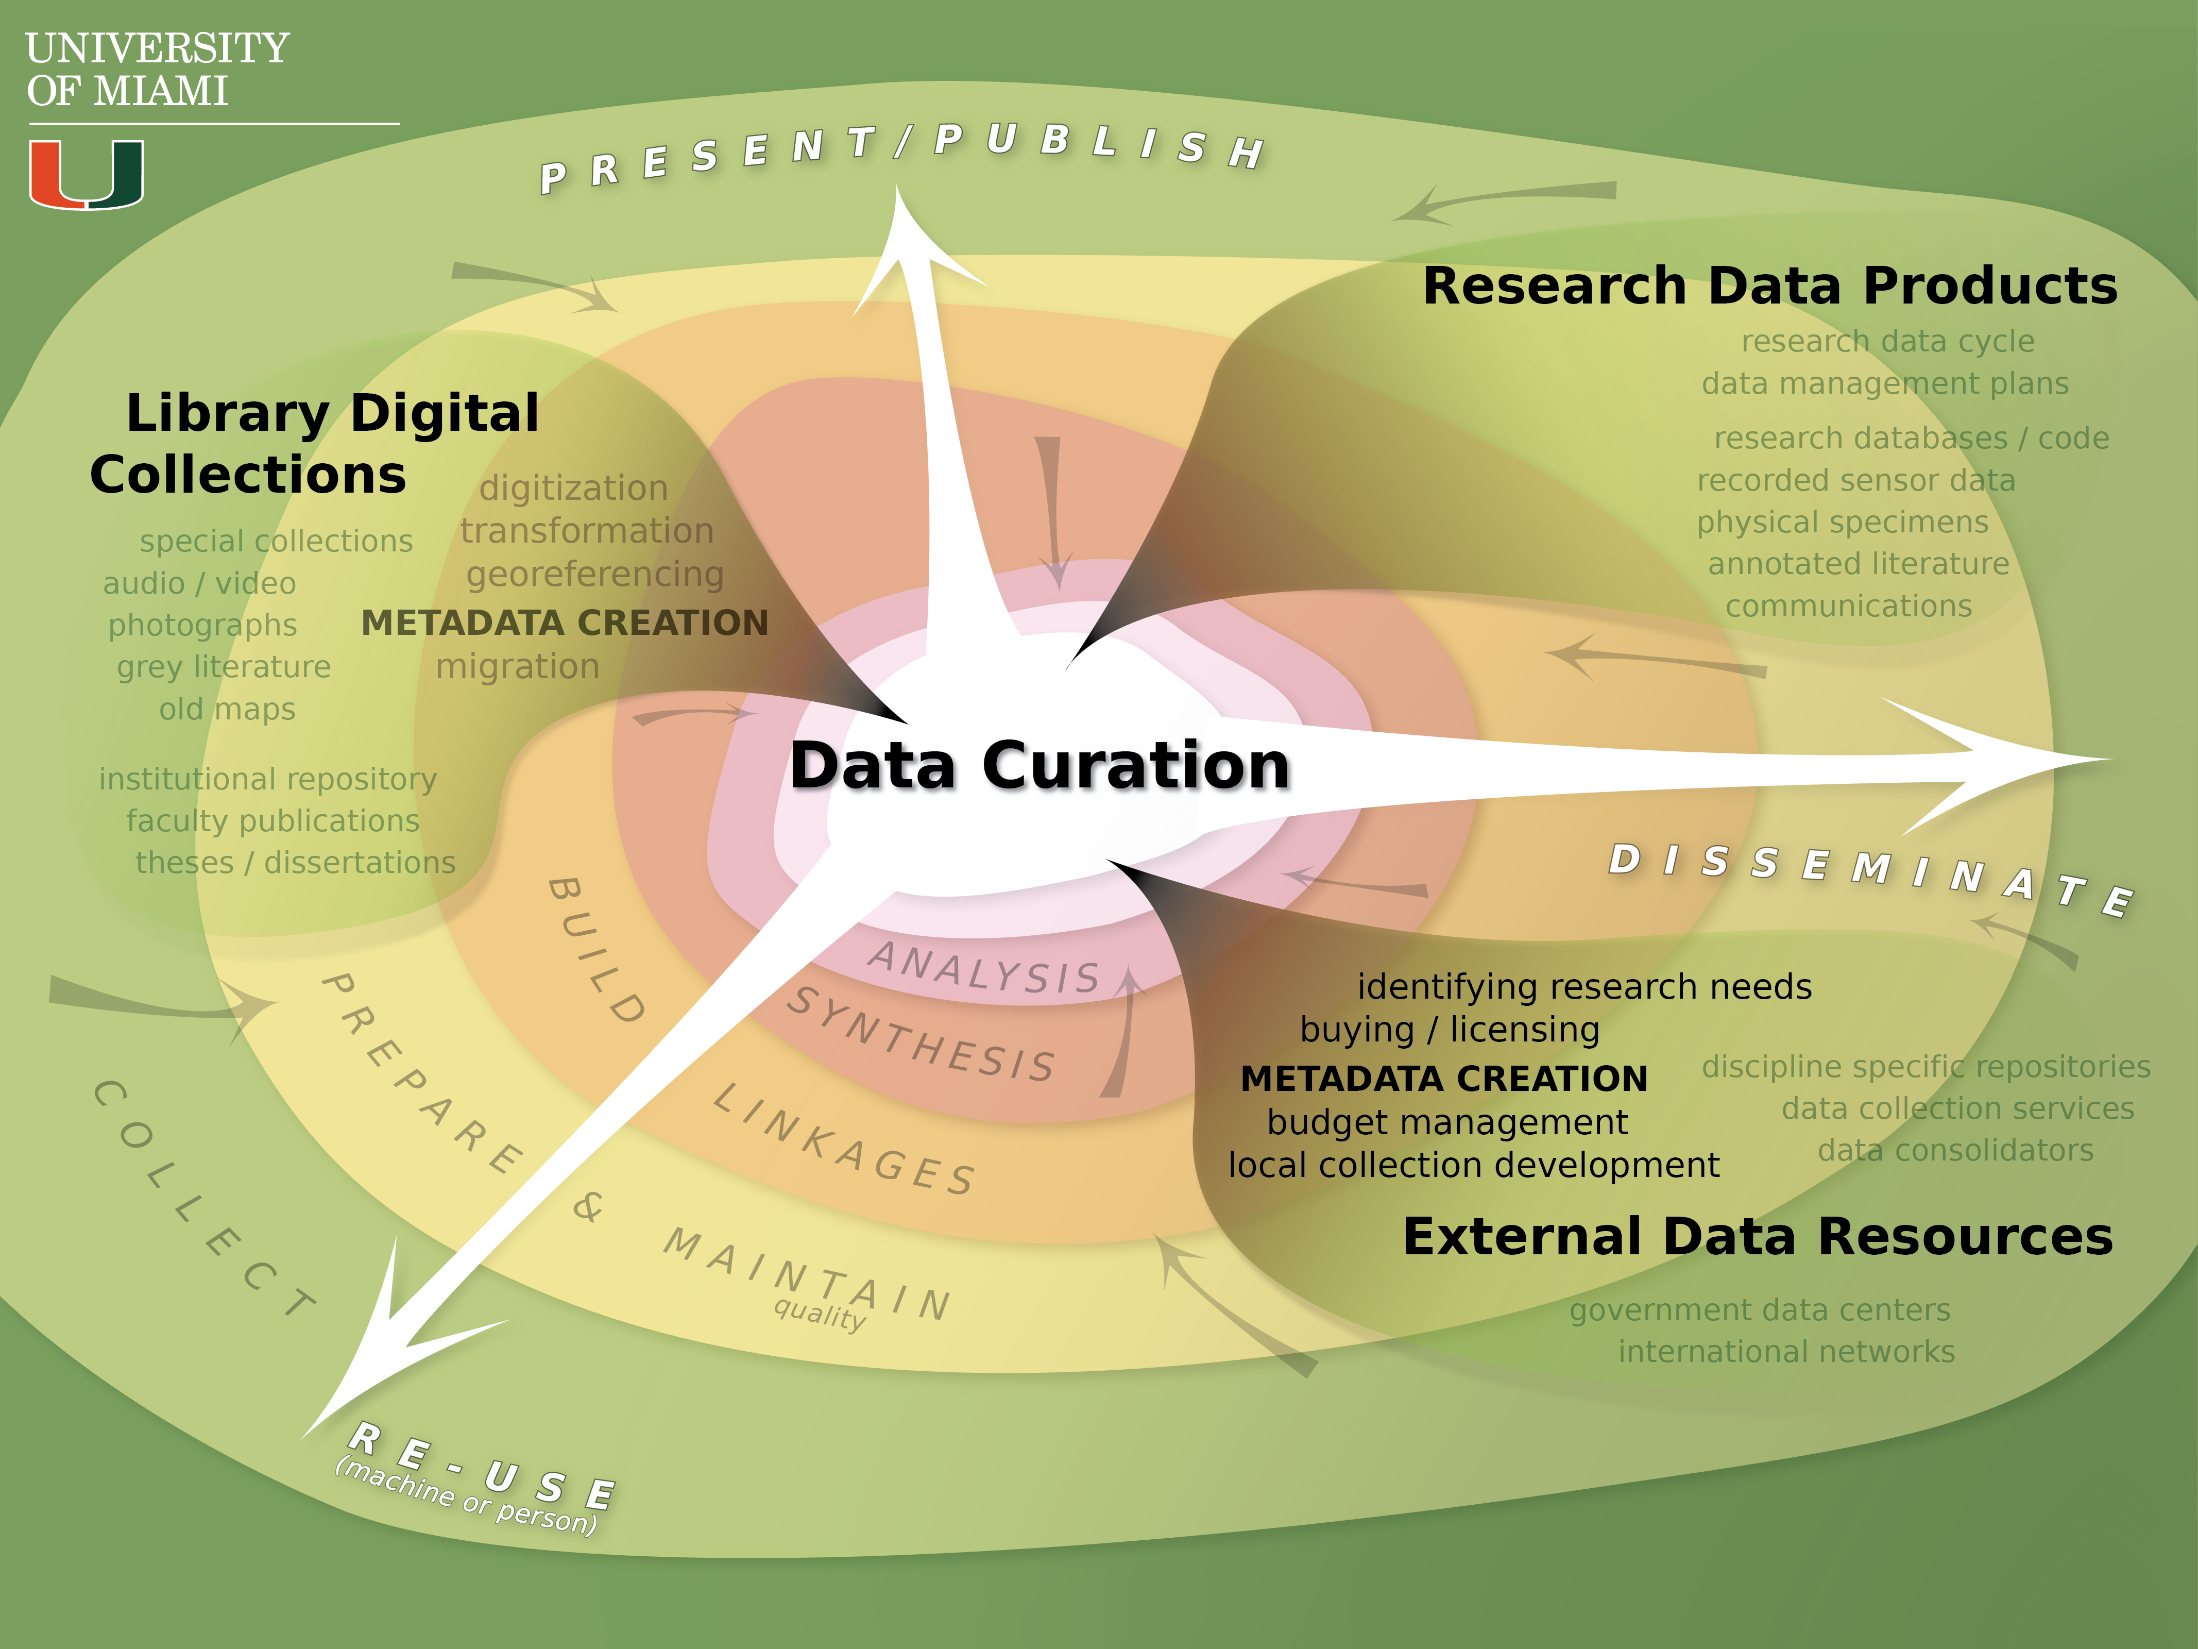 UNIVERSITY
OF MIAMI
PRESENT/PUBLISH
Library Digital
Collections
special collections
audio / video
photographs
grey literature
old maps
institutional repository
faculty publications
theses / dissertations
digitization
transformation
georeferencing
METADATA CREATION
migration
Research Data Products
research data cycle
data management plans
research databases / code
recorded sensor data
physical specimens
annotated literature
communications
Data Curation
DISSEMINATE
ANALYSIS
SYNTHESIS
BUILD
LINKAGES
PREPARE & MAINTAIN
quality
COLLECT
identifying research needs
buying / licensing
METADATA CREATION
budget management
local collection development
discipline specific repositories
data collection services
data consolidators
External Data Resources
government data centers
international networks
RE-USE
(machine or person)